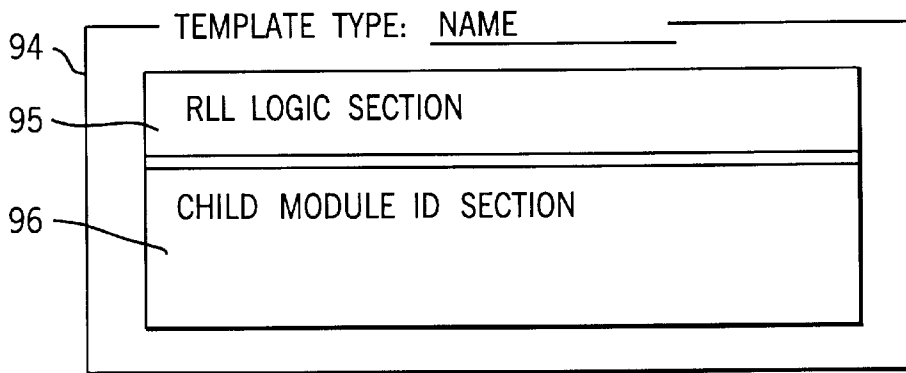 TEMPLATE TYPE: NAME
94
RLL LOGIC SECTION
95
CHILD MODULE ID SECTION
96